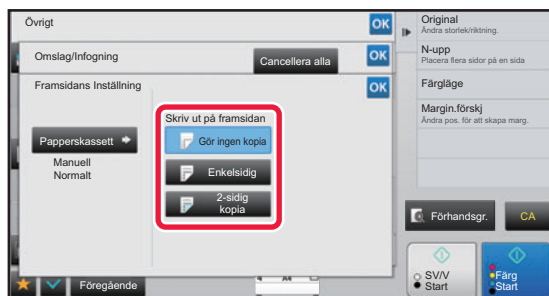 Övrigt
OK
Omslag/Infogning
Cancellera alla
OK
Framsidans Inställning
OK
Skriv ut på framsidan
Papperskassett
Manuell
Normalt
Gör ingen kopia
Enkelsidig
2-sidig
kopia
Föregående
A4
Original
Ändra storlek/riktning.
N-upp
Placera flera sidor på en sida
Färgläge
Margin.förskj
Ändra pos. för att skapa marg.
Förhandsgr.
CA
SV/V
Start
Färg
Start